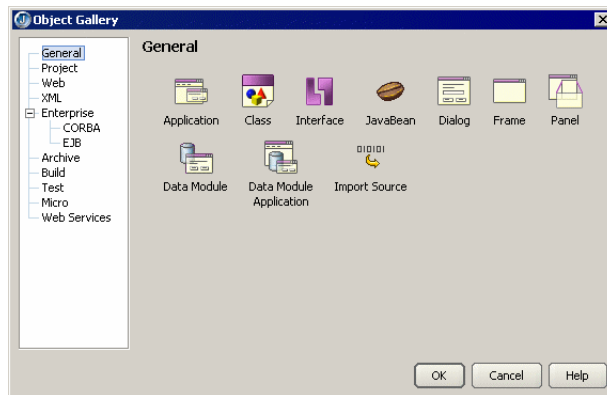 Object Gallery
General
Project
Web
XML
Enterprise
CORBA
EJB
Archive
Build
Test
Micro
Web Services
General
Application Class Interface JavaBean Dialog Frame Panel
Data Module Data Module Application Import Source
OK Cancel Help